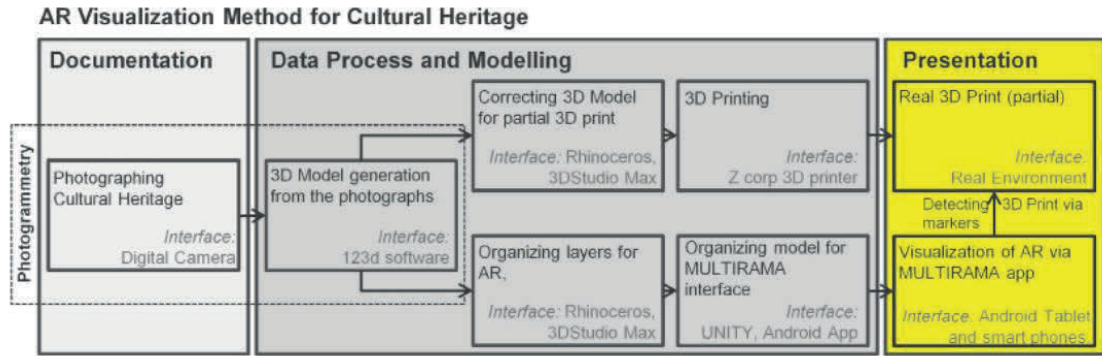 AR Visualization Method for Cultural Heritage
Documentation
Data Process and Modelling
Presentation
Photogrammetry
Photographing
Cultural Heritage
Interface:
Digital Camera
3D Model generation
from the photographs
Interface:
123d software
Correcting 3D Model
for partial 3D print
Interface: Rhinoceros,
3DStudio Max
3D Printing
Interface:
Z corp 3D printer
Real 3D Print (partial)
Interface:
Real Environment
Detecting 3D Print via
markers
Organizing layers for
AR,
Interface: Rhinoceros,
3DStudio Max
Organizing model for
MULTIRAMA
interface
Interface:
UNITY, Android App
Visualization of AR via
MULTIRAMA app
Interface: Android Tablet
and smart phones